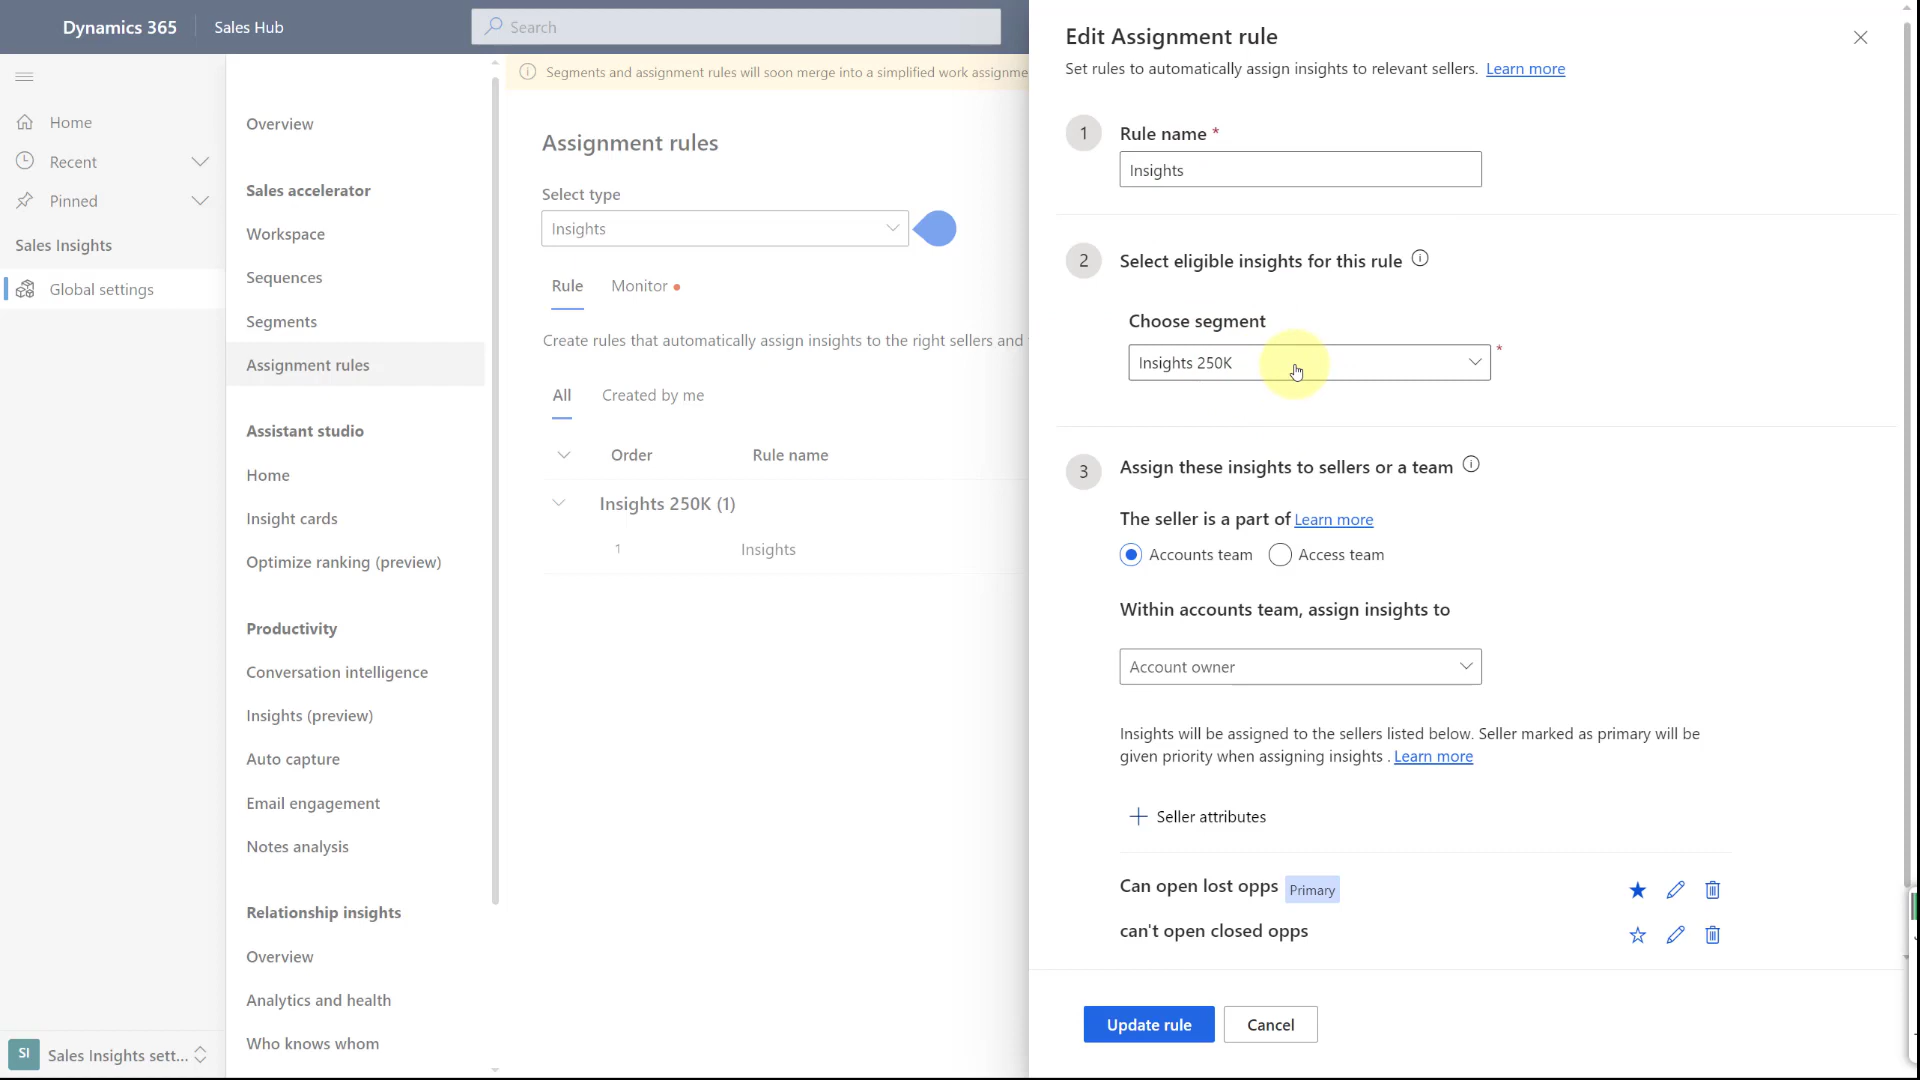 Dynamics 365
Sales Hub
Search
Home
Recent
Pinned
Sales Insights
Global settings
SI
Sales Insights sett...
Overview
Sales accelerator
Workspace
Sequences
Segments
Assignment rules
Assistant studio
Home
Insight cards
Optimize ranking (preview)
Productivity
Conversation intelligence
Insights (preview)
Auto capture
Email engagement
Notes analysis
Relationship insights
Overview
Analytics and health
Who knows whom
Segments and assignment rules will soon merge into a simplified work assignme
Assignment rules
Select type
Insights
Rule
Monitor
Create rules that automatically assign insights to the right sellers and
All
Created by me
Order
Rule name
Insights 250K (1)
1
Insights
Edit Assignment rule
Set rules to automatically assign insights to relevant sellers. Learn more
1
Rule name *
Insights
2
Select eligible insights for this rule
Choose segment
Insights 250K
*
3
Assign these insights to sellers or a team
The seller is a part of Learn more
Accounts team
Access team
Within accounts team, assign insights to
Account owner
Insights will be assigned to the sellers listed below. Seller marked as primary will be
given priority when assigning insights . Learn more
Seller attributes
Can open lost opps Primary
can't open closed opps
Update rule
Cancel